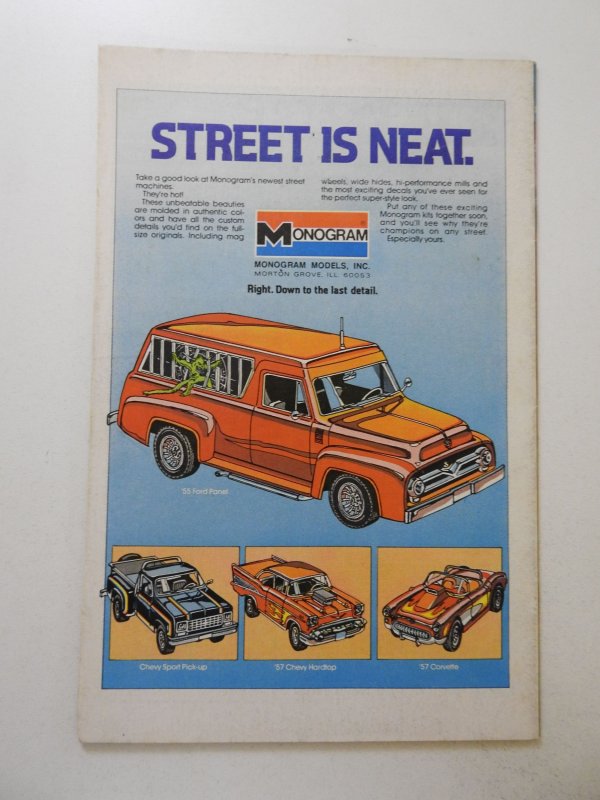 STREET IS NEAT.
Take a good look at Monogram's newest street
machines.
They're hot!
These unbeatable beauties
are molded in authentic col-
ors and have all the custom
details you'd find on the full-
size originals. Including mag
wheels, wide hides, hi-performance mills and
the most exciting decals you've ever seen for
the perfect super-style look.
Put any of these exciting
Monogram kits together soon,
and you'll see why they're
champions on any street.
Especially yours.
MONOGRAM
MONOGRAM MODELS, INC.
MORTON GROVE, ILL. 60053
Right. Down to the last detail.
'55 Ford Panel
Chevy Sport Pick-up
'57 Chevy Hardtop
'57 Corvette